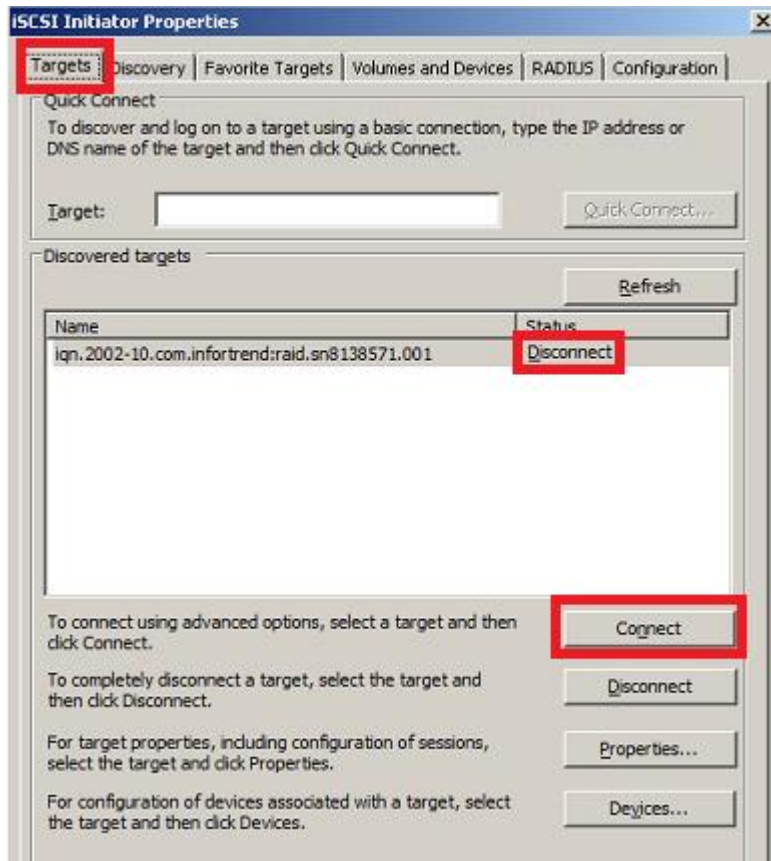 iSCSI Initiator Properties
Targets Discovery Favorite Targets Volumes and Devices RADIUS Configuration
Quick Connect
To discover and log on to a target using a basic connection, type the IP address or
DNS name of the target and then click Quick Connect.
Target:
Quick Connect...
Discovered targets
Refresh
Name Status
iqn.2002-10.com.infortrend:raid.sn8138571.001 Disconnect
To connect using advanced options, select a target and then
click Connect.
Connect
To completely disconnect a target, select the target and
then click Disconnect.
Disconnect
For target properties, including configuration of sessions,
select the target and click Properties.
Properties...
For configuration of devices associated with a target, select
the target and then click Devices.
Devices...